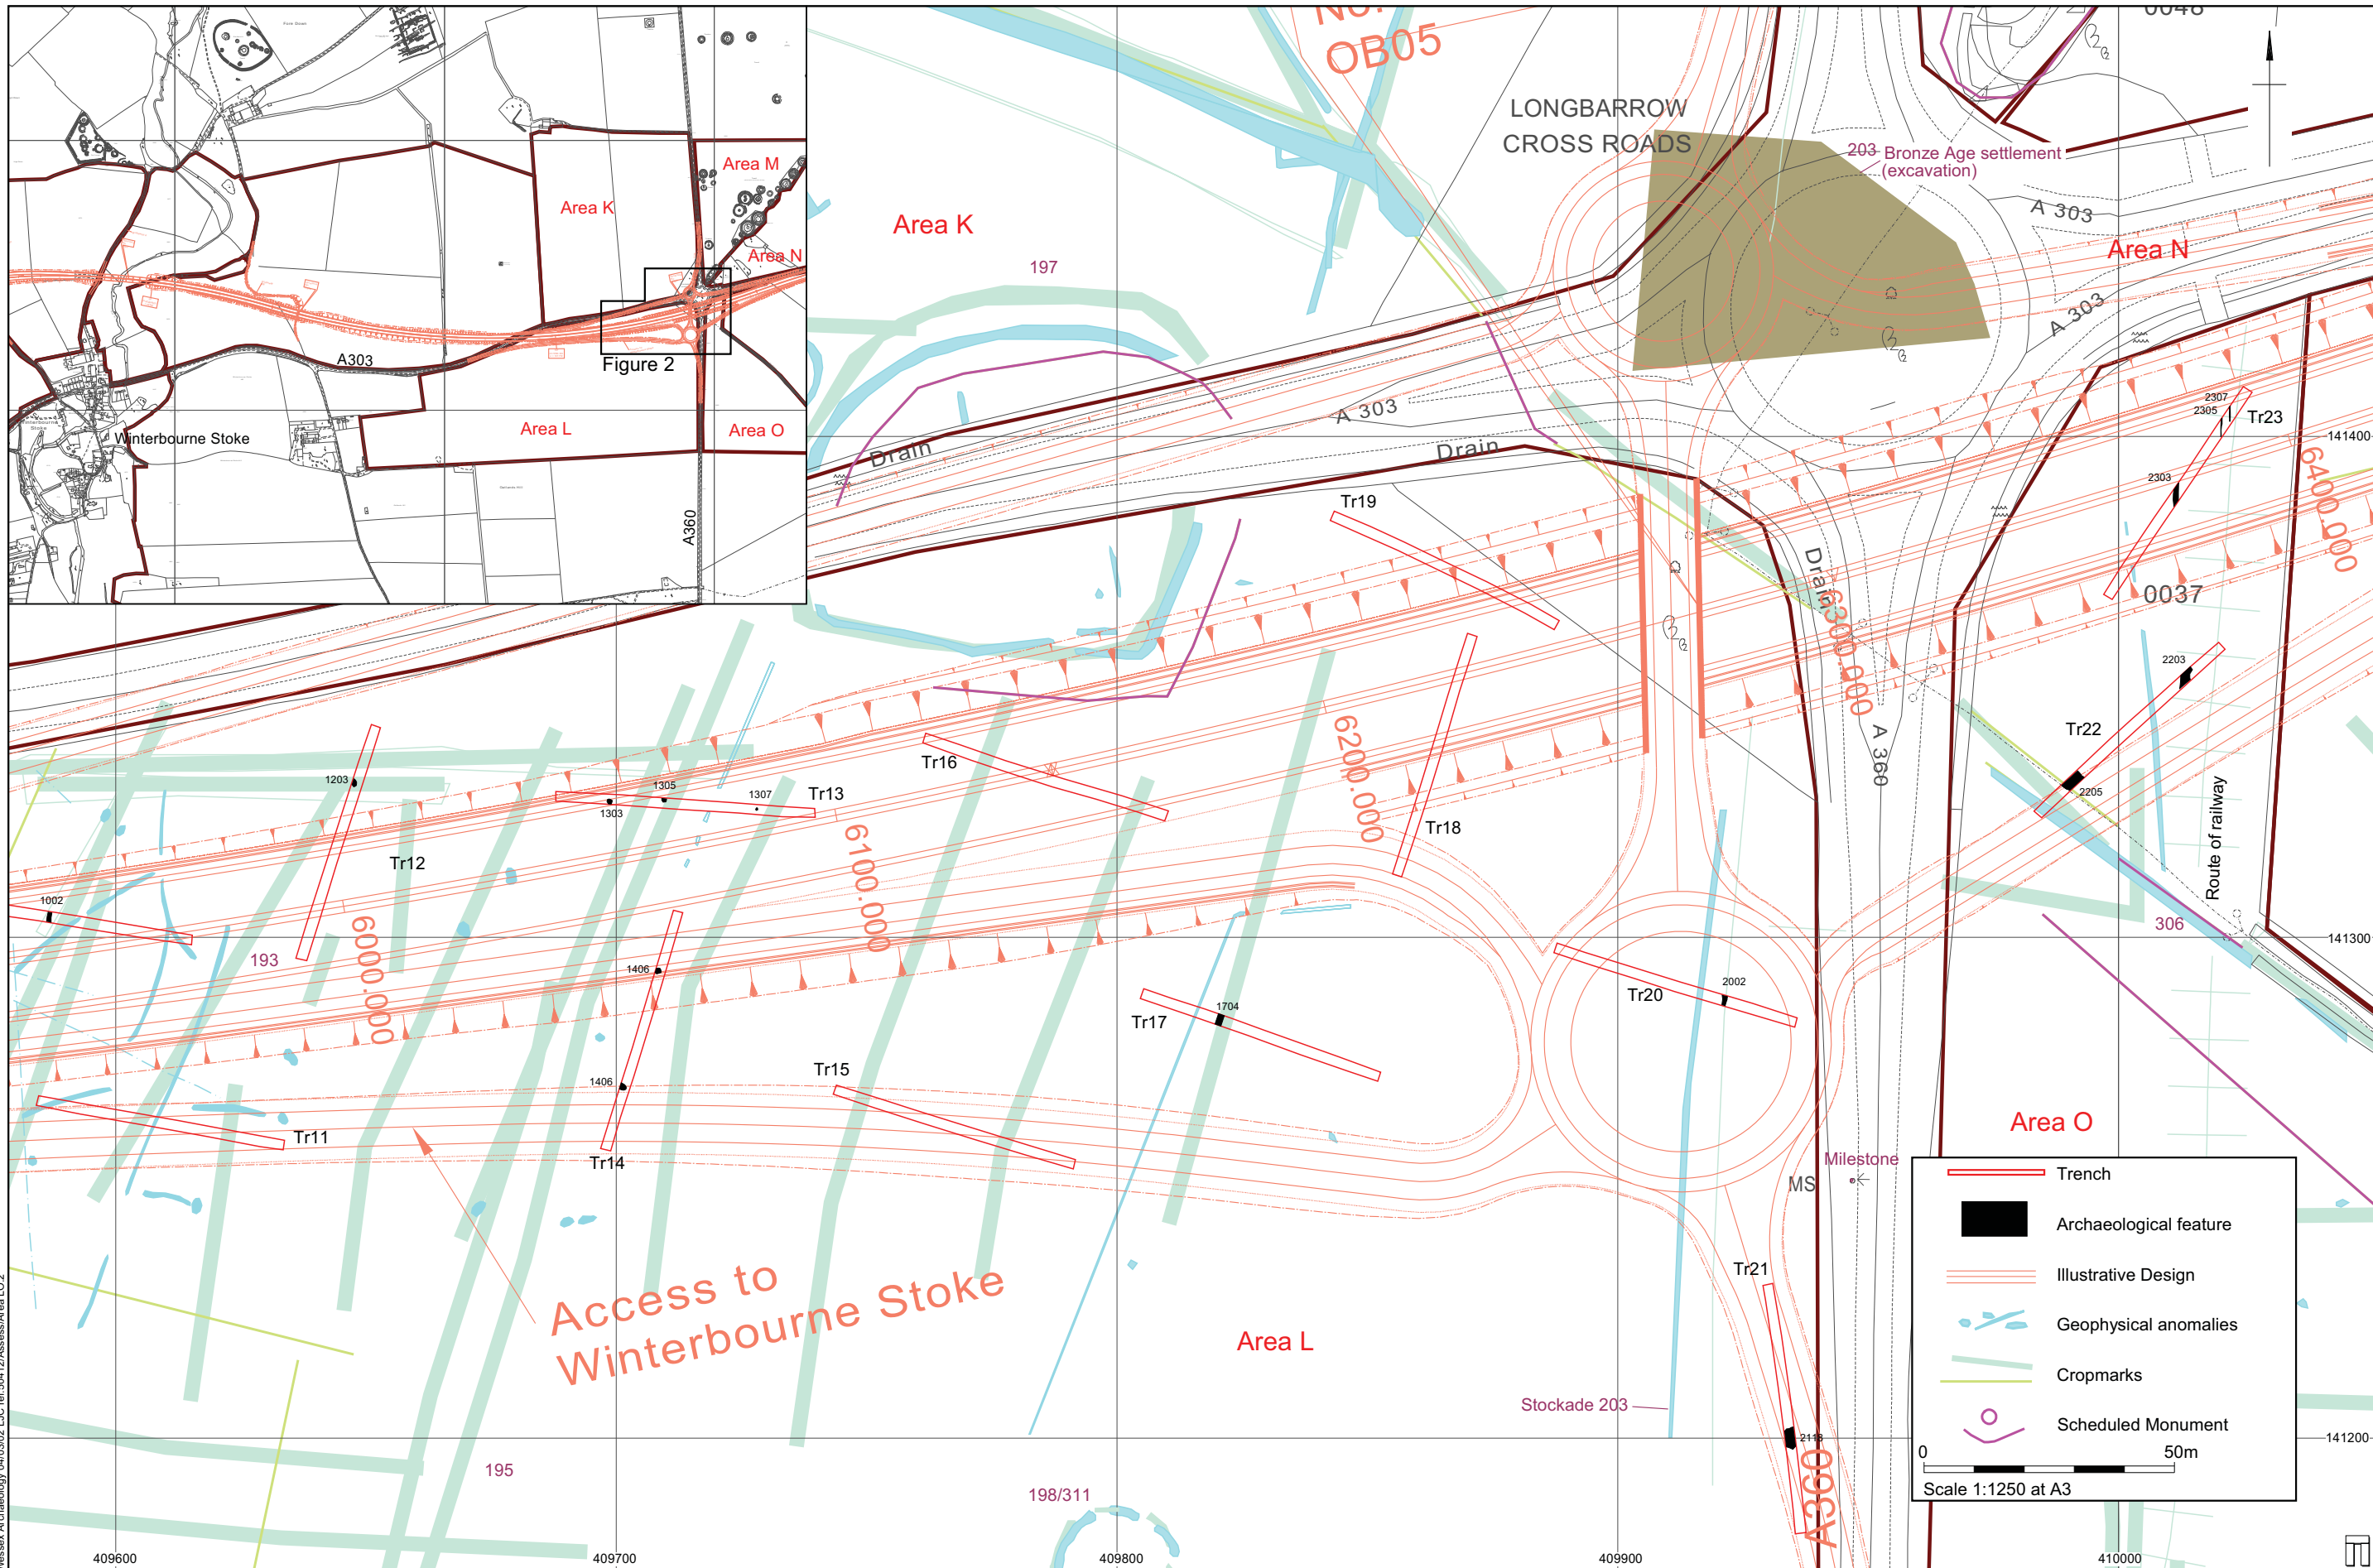 Area K
Area M
Area N
A303
Figure 2
Winterbourne Stoke
Area L
Area O
A360
OB05
0048
LONGBARROW
CROSS ROADS
203 Bronze Age settlement
(excavation)
A 303
Area K
Area N
197
A 303
A 303
Drain
Drain
Drain
2307
2305
Tr23
141400
6400.000
2303
Tr19
0037
6300.000
2203
Tr22
2205
A 360
Route of railway
Tr16
6200.000
Tr18
1203
1305
1307
Tr13
1303
6100.000
Tr12
1002
193
6000.000
1406
141300
306
2002
Tr20
1704
Tr17
1406
Tr15
Tr11
Tr14
Area O
Milestone
MS
Tr21
Access to
Winterbourne Stoke
Area L
Stockade 203
2118
A360
141200
195
198/311
Trench
Archaeological feature
Illustrative Design
Geophysical anomalies
Cropmarks
Scheduled Monument
0
50m
Scale 1:1250 at A3
409600
409700
409800
409900
410000